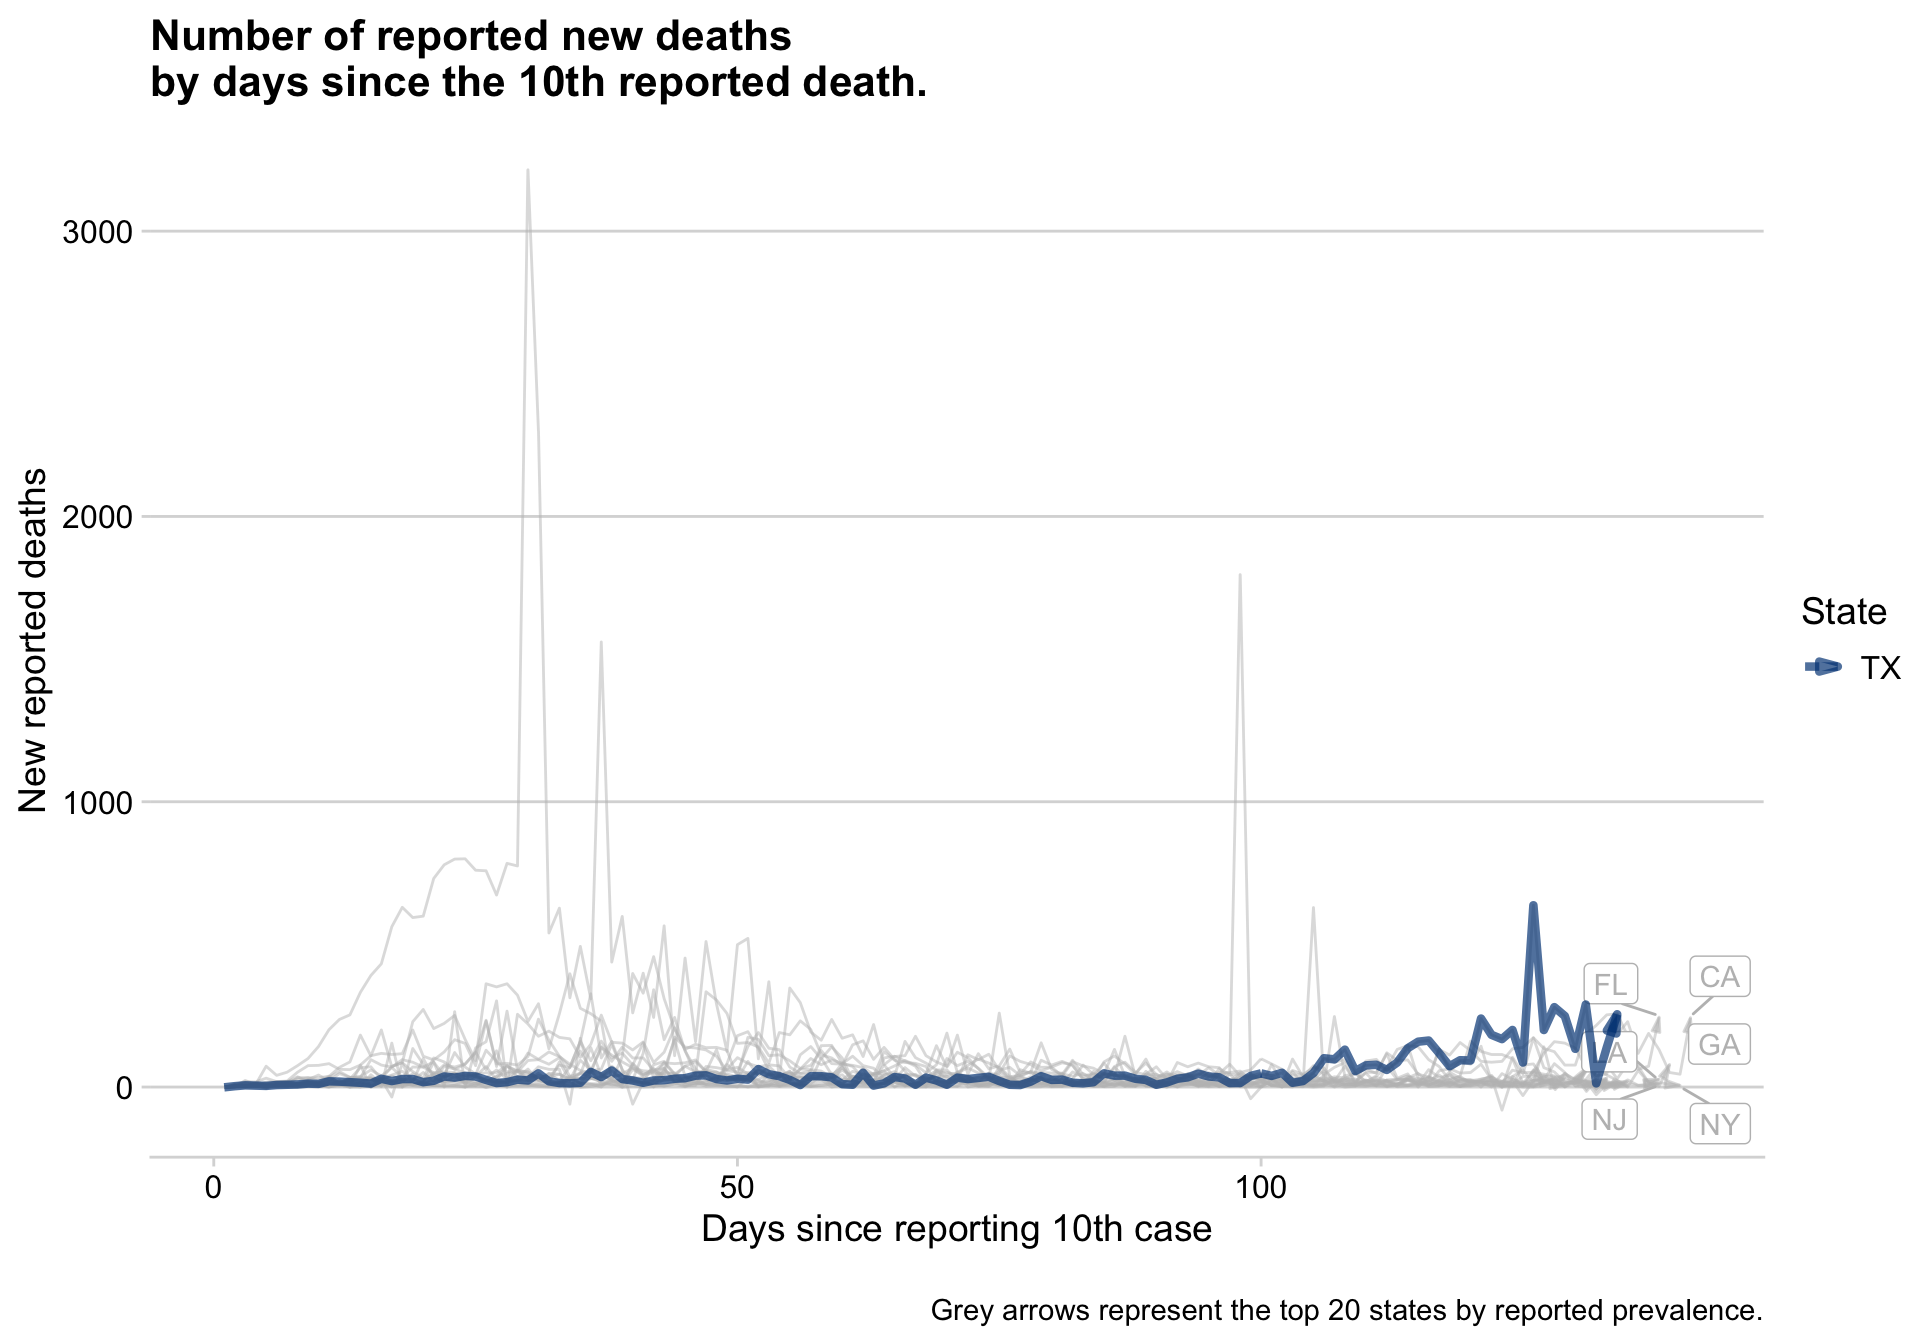 Number of reported new deaths
by days since the 10th reported death.
New reported deaths
3000
2000
1000
0
0
50
100
Days since reporting 10th case
FL
CA
GA
NJ
NY
State
TX
Grey arrows represent the top 20 states by reported prevalence.